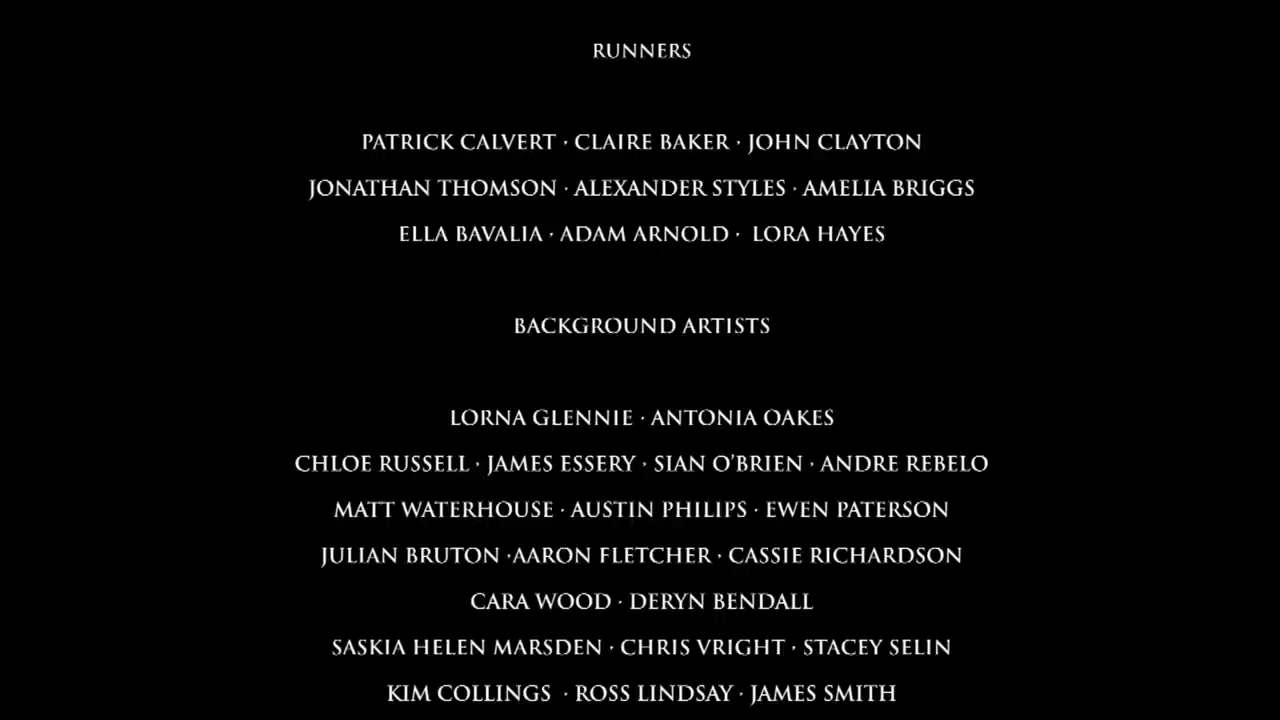 RUNNERS
PATRICK CALVERT · CLAIRE BAKER · JOHN CLAYTON
JONATHAN THOMSON · ALEXANDER STYLES · AMELIA BRIGGS
ELLA BAVALIA · ADAM ARNOLD · LORA HAYES
BACKGROUND ARTISTS
LORNA GLENNIE · ANTONIA OAKES
CHLOE RUSSELL · JAMES ESSERY · SIAN O'BRIEN · ANDRE REBELO
MATT WATERHOUSE · AUSTIN PHILIPS · EWEN PATERSON
JULIAN BRUTON ·AARON FLETCHER · CASSIE RICHARDSON
CARA WOOD · DERYN BENDALL
SASKIA HELEN MARSDEN · CHRIS VRIGHT · STACEY SELIN
KIM COLLINGS · ROSS LINDSAY · JAMES SMITH